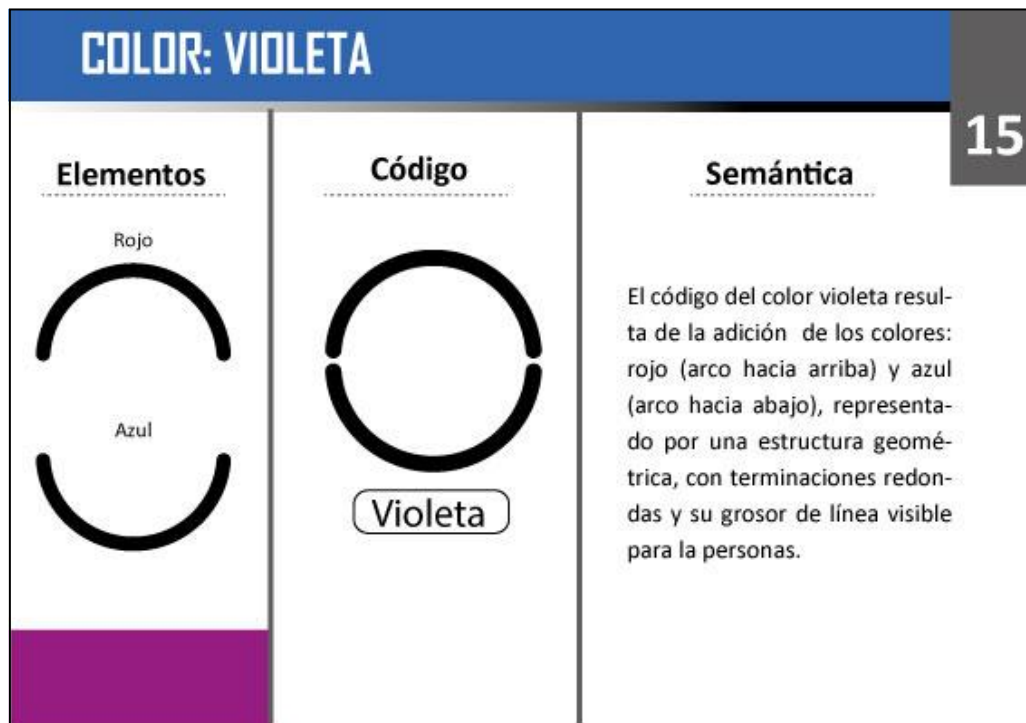 COLOR: VIOLETA
15
Elementos
Rojo
Azul
Código
Violeta
Semántica
El código del color violeta resul-
ta de la adición de los colores:
rojo (arco hacia arriba) y azul
(arco hacia abajo), representa-
do por una estructura geomé-
trica, con terminaciones redon-
das y su grosor de línea visible
para la personas.